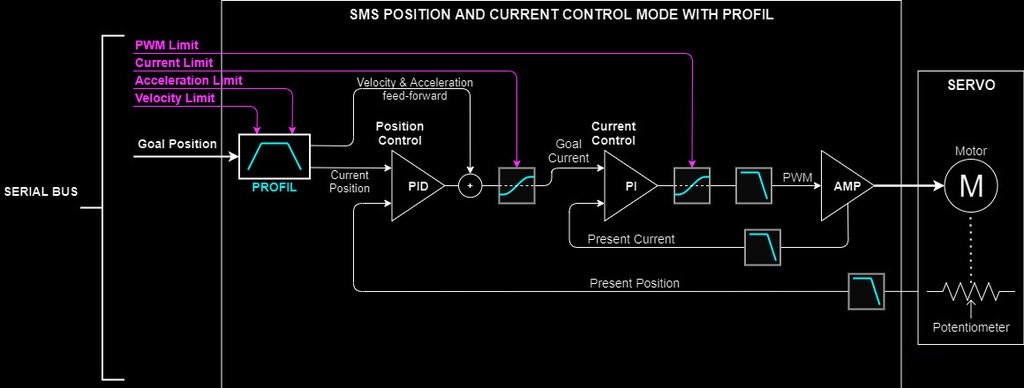 SMS POSITION AND CURRENT CONTROL MODE WITH PROFIL
PWM Limit
Current Limit
Acceleration Limit
Velocity Limit
Goal Position
SERIAL BUS
PROFIL
Velocity & Acceleration
feed-forward
Position
Control
Current
Position
PID
+
Goal
Current
Current
Control
PI
PWM
AMP
Present Current
Present Position
SERVO
Motor
M
Potentiometer